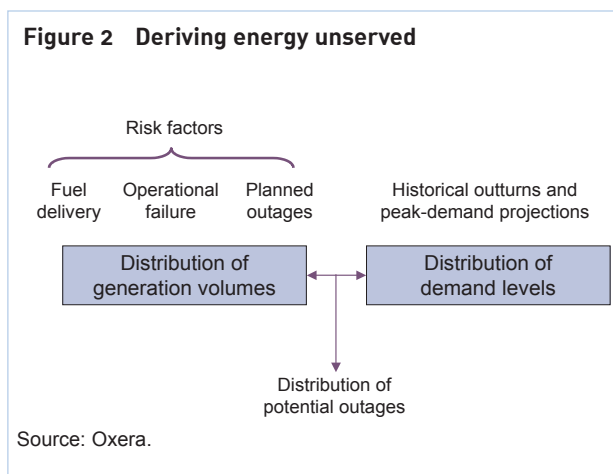 Figure 2 Deriving energy unserved
Risk factors
Fuel
delivery
Operational
failure
Planned
outages
Historical outturns and
peak-demand projections
Distribution of
generation volumes
Distribution of
demand levels
Distribution of
potential outages
Source: Oxera.